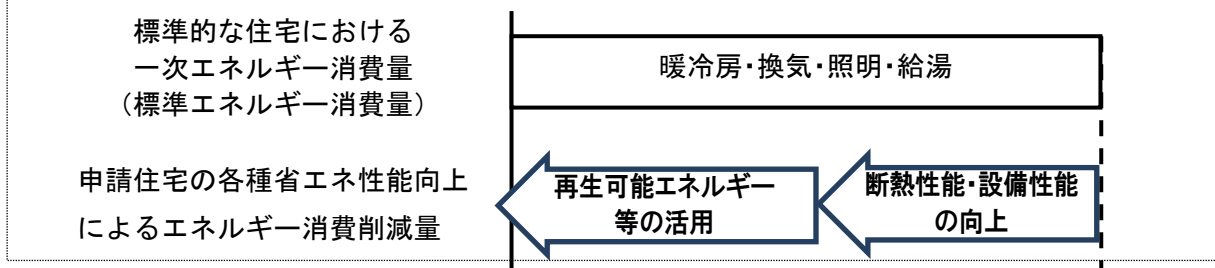 標準的な住宅における
一次エネルギー消費量
（標準エネルギー消費量）
暖冷房・換気・照明・給湯
申請住宅の各種省エネ性能向上
によるエネルギー消費削減量
再生可能エネルギー
等の活用
断熱性能・設備性能
の向上